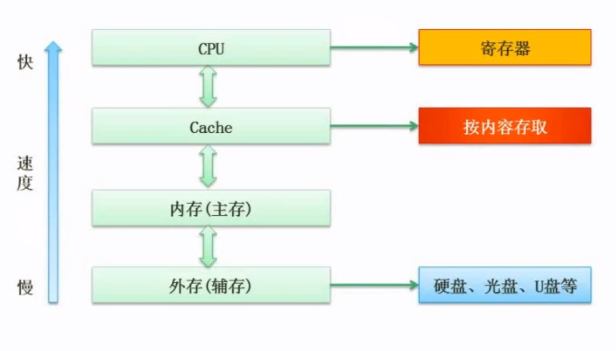 快
CPU
寄存器
Cache
按内容存取
速度
内存(主存)
慢
外存(辅存)
硬盘、光盘、U盘等